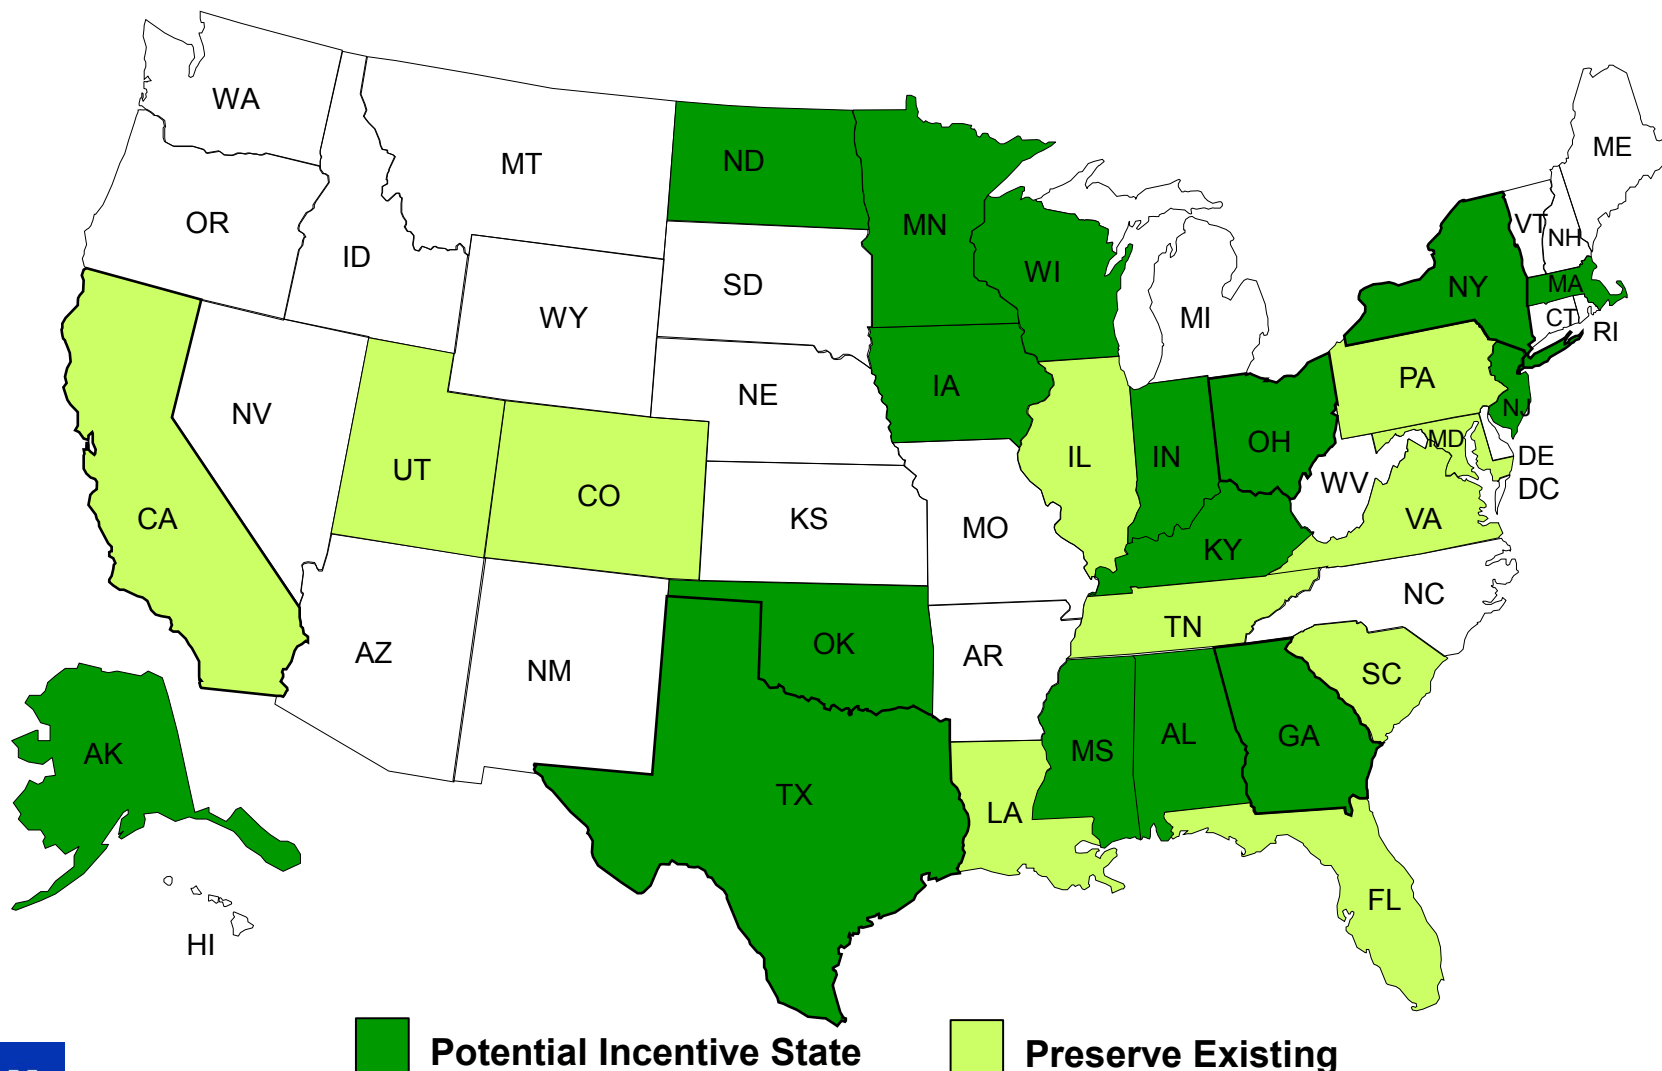 WA
MT
ND
ME
OR
ID
MN
VT
NH
WI
SD
NY
MA
WY
MI
CT
RI
NE
IA
PA
NV
NJ
UT
CO
IL
IN
OH
MD
DE
WV
DC
CA
KS
MO
VA
KY
NC
AZ
NM
OK
AR
TN
SC
AK
TX
MS
AL
GA
LA
FL
HI
Potential Incentive State
Preserve Existing